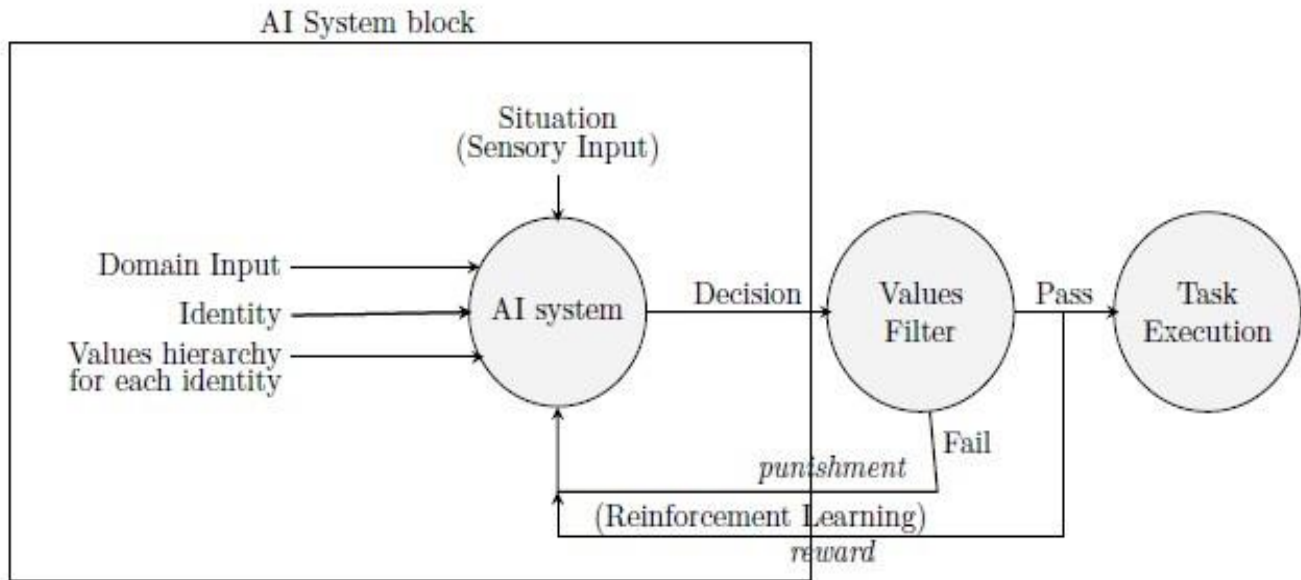 AI System block
Situation
(Sensory Input)
Domain Input
Identity
Values hierarchy
for each identity
AI system
Decision
Values
Filter
Pass
Task
Execution
Fail
punishment
(Reinforcement Learning)
reward